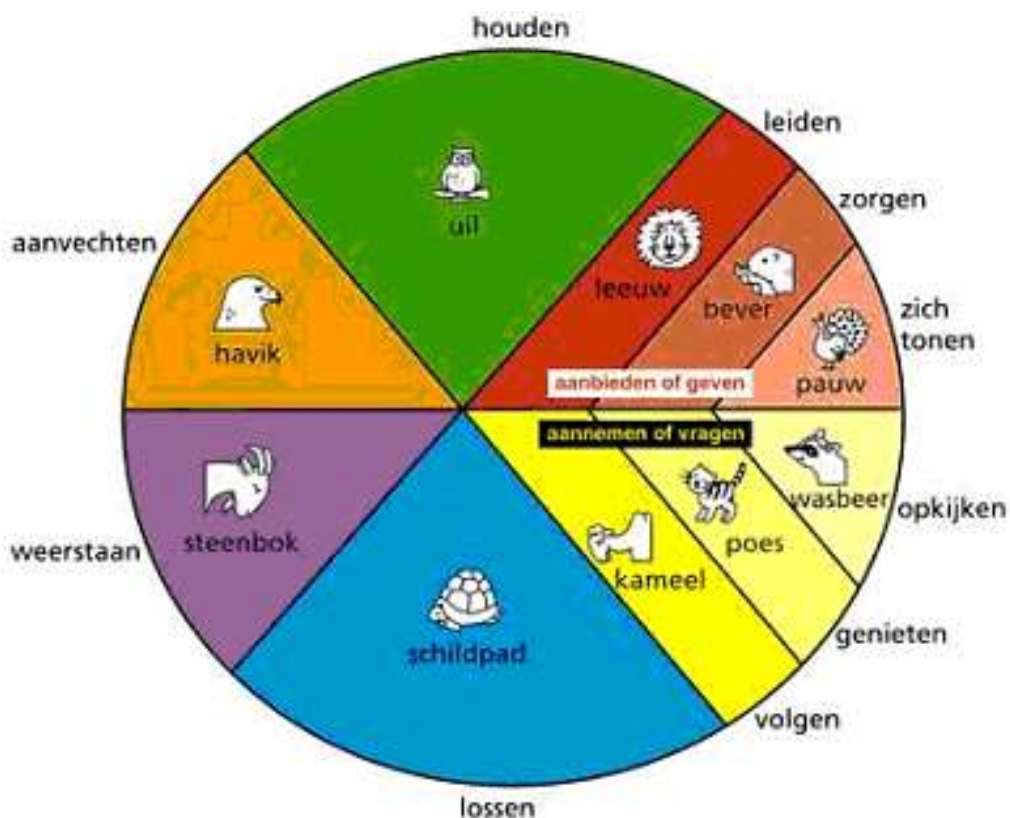 houden
leiden
zorgen
zich
tonen
opkijken
genieten
volgen
lossen
weerstaan
aanvechten
uil
leeuw
bever
pauw
aanbieden of geven
aannemen of vragen
wasbeer
poes
kameel
schildpad
steenbok
havik